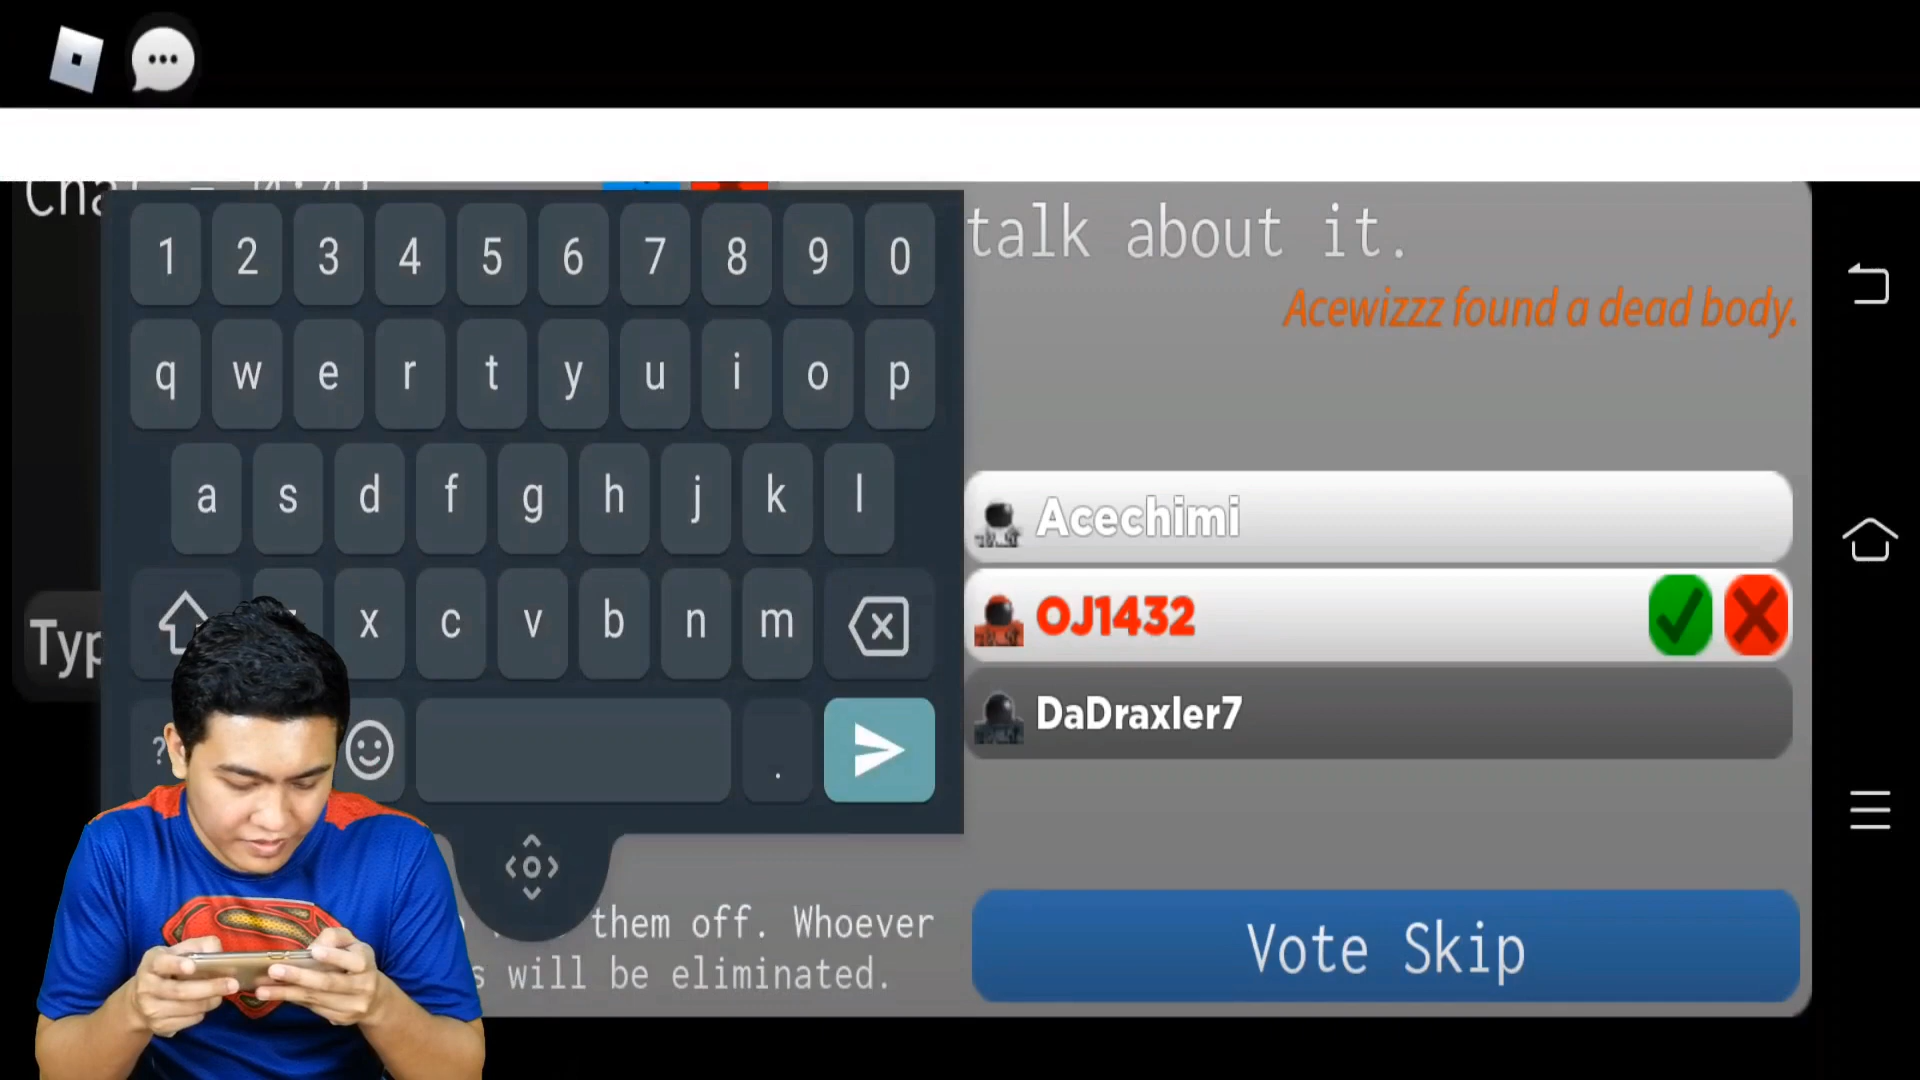 talk about it.
Acewizzz found a dead body.
1 2 3 4 5 6 7 8 9 0
q w e r t y u i o p
a s d f g h j k l
x c v b n m
.
Typ
Acechimi
OJ1432
DaDraxler7
them off. Whoever
s will be eliminated.
Vote Skip